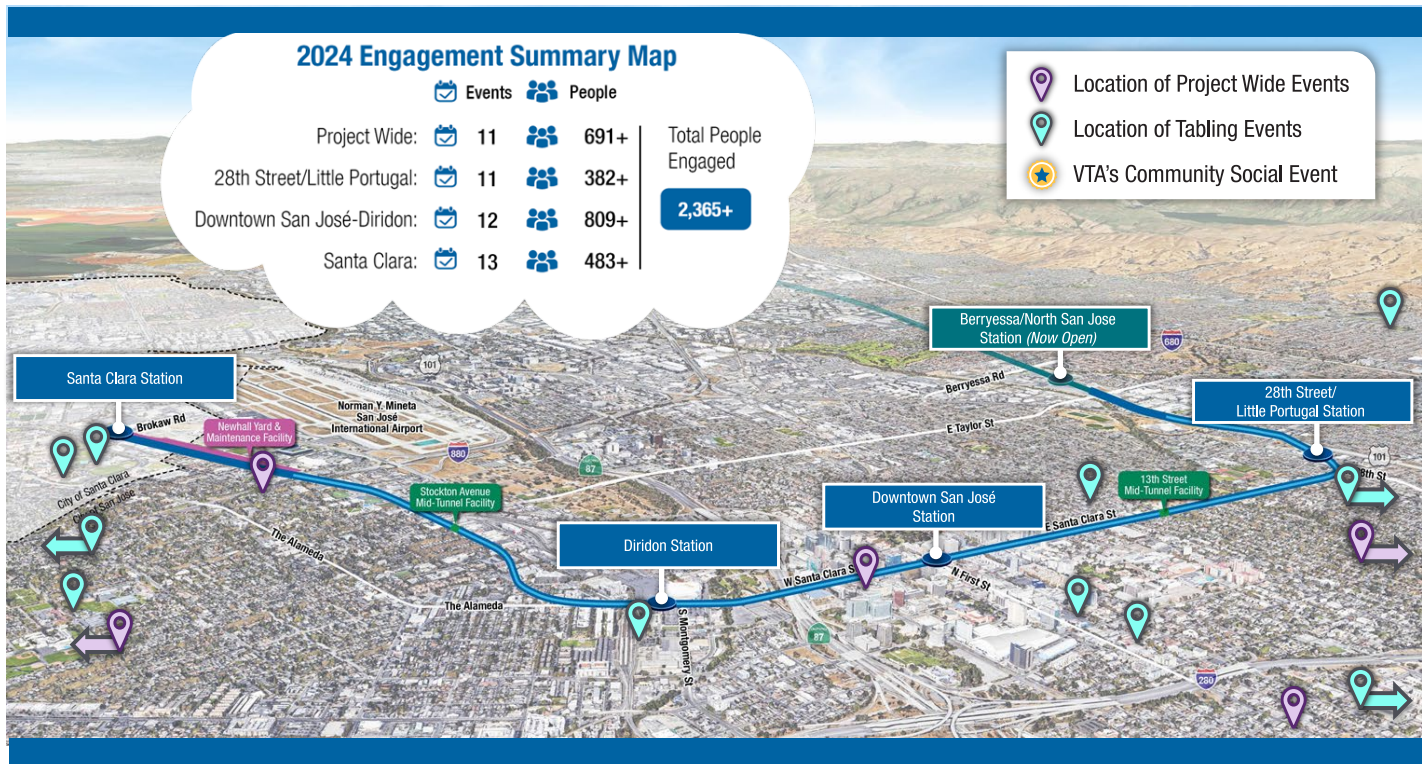 2024 Engagement Summary Map
Events People
Project Wide: 11 691+
28th Street/Little Portugal: 11 382+
Downtown San José-Diridon: 12 809+
Santa Clara: 13 483+
Total People
Engaged
2,365+
Location of Project Wide Events
Location of Tabling Events
VTA's Community Social Event
Berryessa/North San Jose
Station (Now Open)
680
Santa Clara Station
101
Berryessa Rd
28th Street/
Little Portugal Station
Brokaw Rd
Norman Y. Mineta
San José
International Airport
Newhall Yard &
Maintenance Facility
E Taylor St
880
87
101
8th St
City of Santa Clara
Stockton Avenue
Mid-Tunnel Facility
13th Street
Mid-Tunnel Facility
Downtown San José
Station
E Santa Clara St
The Alameda
Diridon Station
W Santa Clara S
N First St
The Alameda
S Montgomery St
87
280